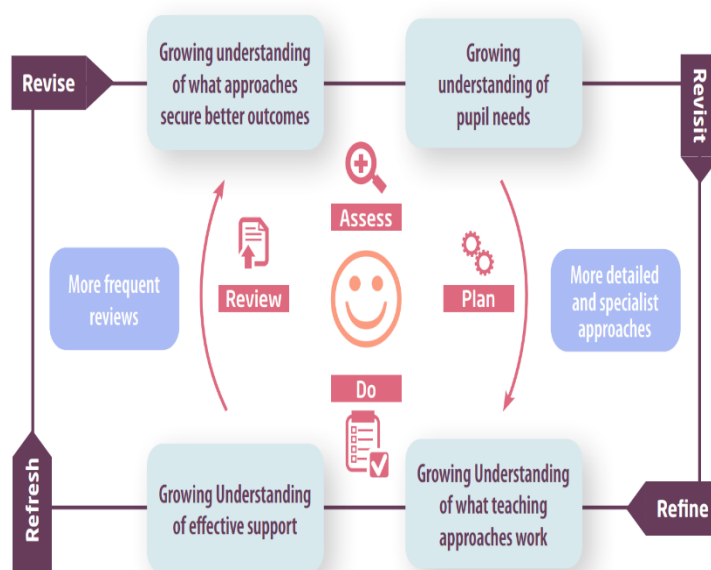 Revise
Growing understanding
of what approaches
secure better outcomes
Growing
understanding of
pupil needs
Revisit
Assess
Review
Plan
More frequent
reviews
More detailed
and specialist
approaches
Do
Refresh
Growing Understanding
of effective support
Growing Understanding
of what teaching
approaches work
Refine